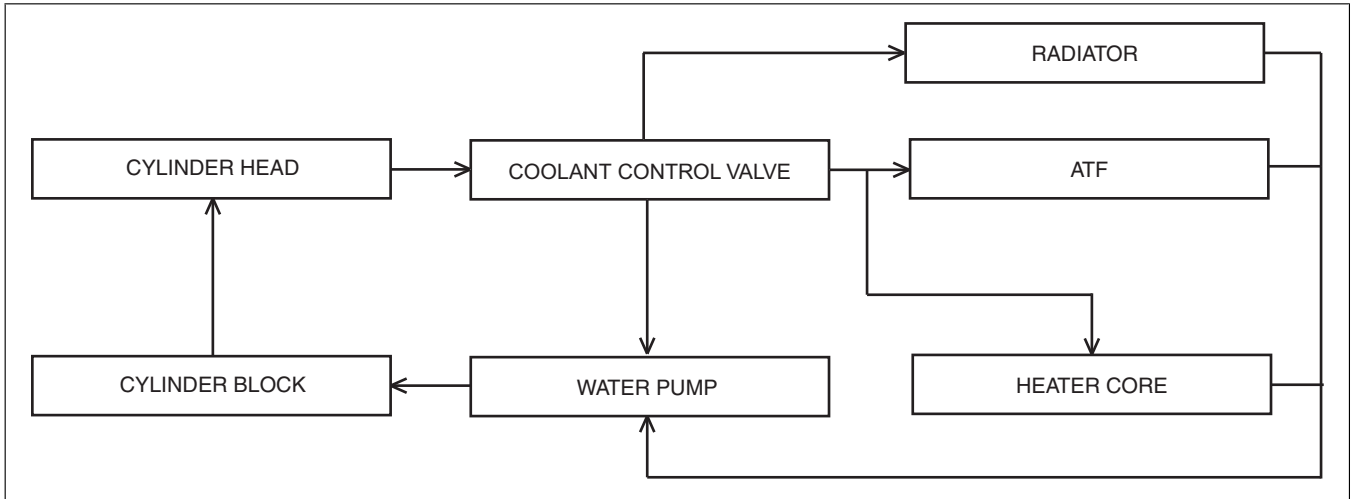 RADIATOR
CYLINDER HEAD
COOLANT CONTROL VALVE
ATF
CYLINDER BLOCK
WATER PUMP
HEATER CORE